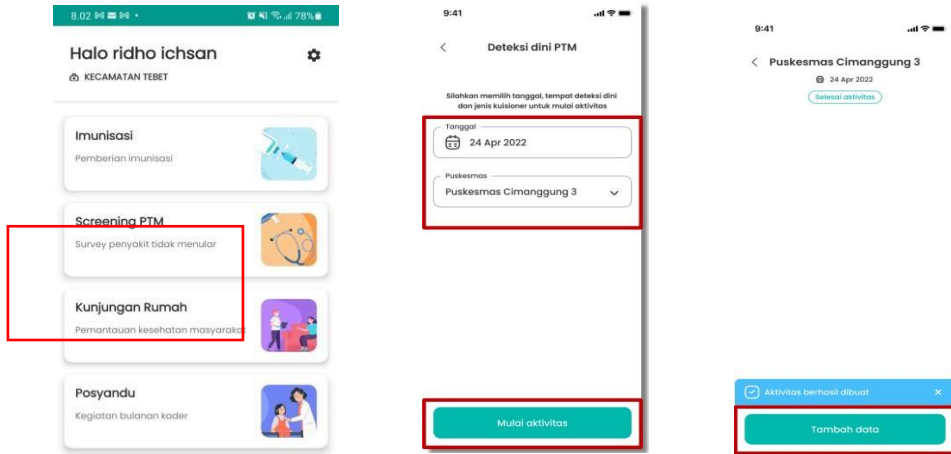 8.02
78%
Halo ridho ichsan
KECAMATAN TEBET
Imunisasi
Pemberian imunisasi
Screening PTM
Survey penyakit tidak menular
Kunjungan Rumah
Pemantauan kesehatan masyarakat
Posyandu
Kegiatan bulanan kader
9:41
Deteksi dini PTM
Silahkan memilih tanggal, tempat deteksi dini
dan jenis kuisioner untuk mulai aktivitas
Tanggal
24 Apr 2022
Puskesmas
Puskesmas Cimanggung 3
Mulai aktivitas
9:41
Puskesmas Cimanggung 3
24 Apr 2022
Selesai aktivitas
Aktivitas berhasil dibuat
Tambah data